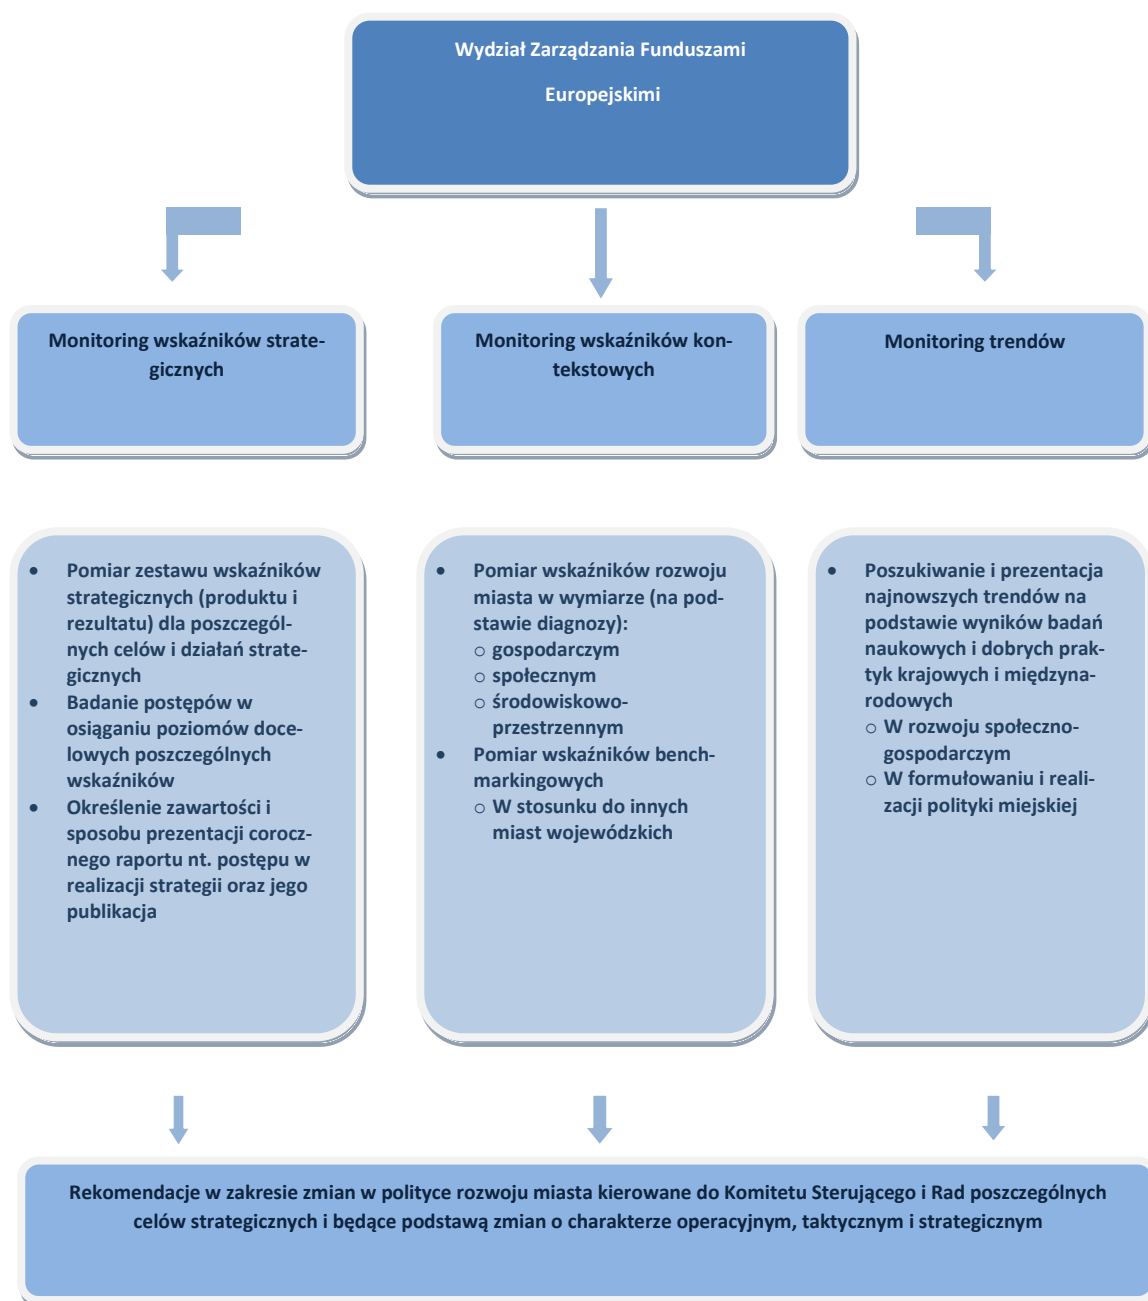 Wydział Zarządzania Funduszami
Europejskimi
Monitoring wskaźników strate-
gicznych
Monitoring wskaźników kon-
tekstowych
Monitoring trendów
• Pomiar zestawu wskaźników
strategicznych (produktu i
rezultatu) dla poszczegól-
nych celów i działań strate-
gicznych
• Badanie postępów w
osiąganiu poziomów doce-
lowych poszczególnych
wskaźników
• Określenie zawartości i
sposobu prezentacji corocz-
nego raportu nt. postępu w
realizacji strategii oraz jego
publikacja
• Pomiar wskaźników rozwoju
miasta w wymiarze (na pod-
stawie diagnozy):
○ gospodarczym
○ społecznym
○ środowiskowo-
przestrzennym
• Pomiar wskaźników bench-
markingowych
○ W stosunku do innych
miast wojewódzkich
• Poszukiwanie i prezentacja
najnowszych trendów na
podstawie wyników badań
naukowych i dobrych prak-
tyk krajowych i międzyna-
rodowych
○ W rozwoju społeczno-
gospodarczym
○ W formułowaniu i reali-
zacji polityki miejskiej
Rekomendacje w zakresie zmian w polityce rozwoju miasta kierowane do Komitetu Sterującego i Rad poszczególnych
celów strategicznych i będące podstawą zmian o charakterze operacyjnym, taktycznym i strategicznym